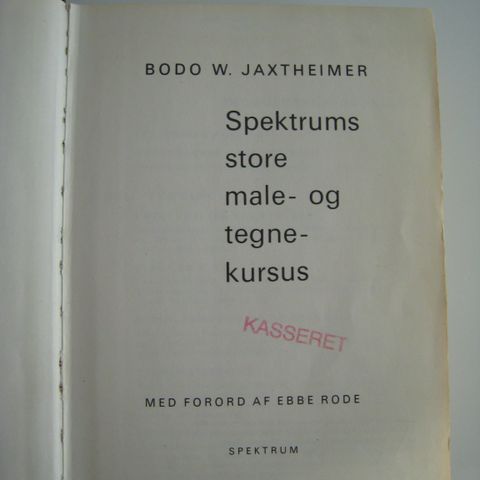 BODO W. JAXTHEIMER
Spektrums
store
male- og
tegne-
kursus
KASSERET
MED FORORD AF EBBE RODE
SPEKTRUM